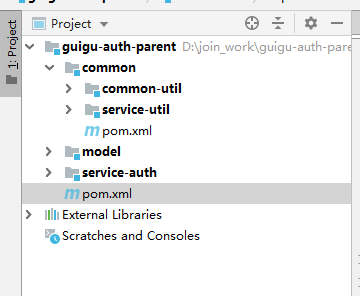 1: Project
Project
guigu-auth-parent D:\join_work\guigu-auth-pare
common
common-util
service-util
pom.xml
model
service-auth
pom.xml
External Libraries
Scratches and Consoles